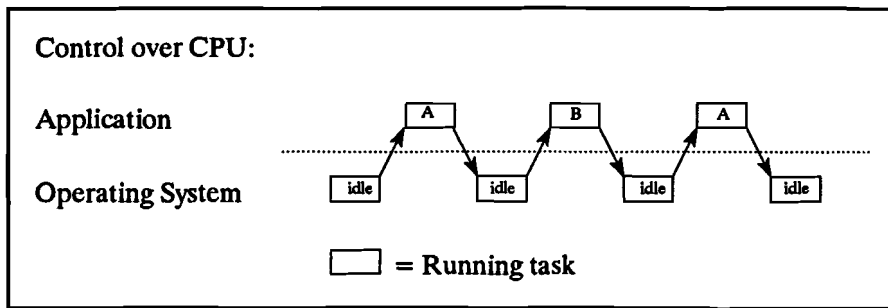 Control over CPU:
Application
A B A
Operating System
idle idle idle idle
= Running task